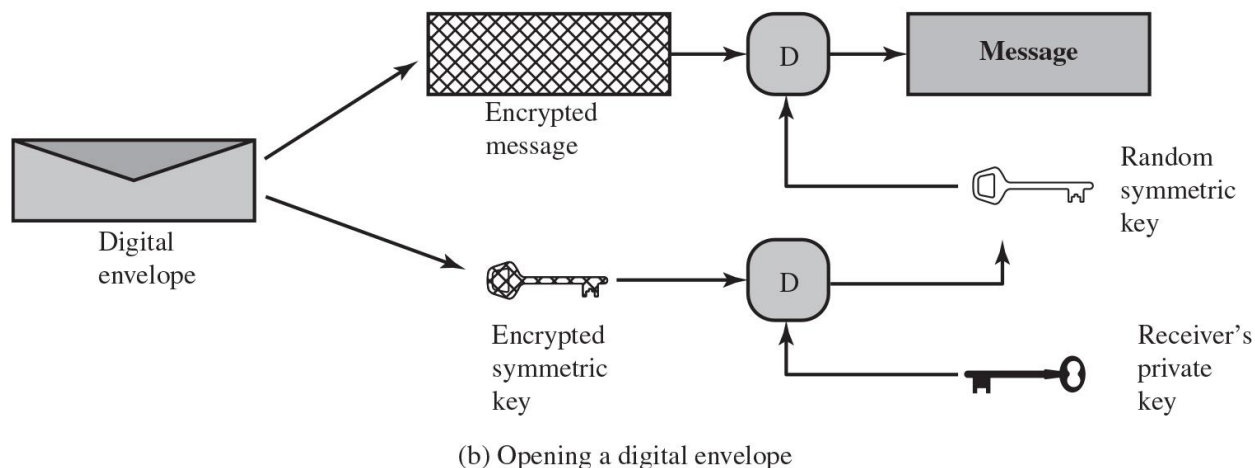 D
Message
Encrypted
message
Random
symmetric
key
Digital
envelope
D
Encrypted
symmetric
key
Receiver's
private
key
(b) Opening a digital envelope